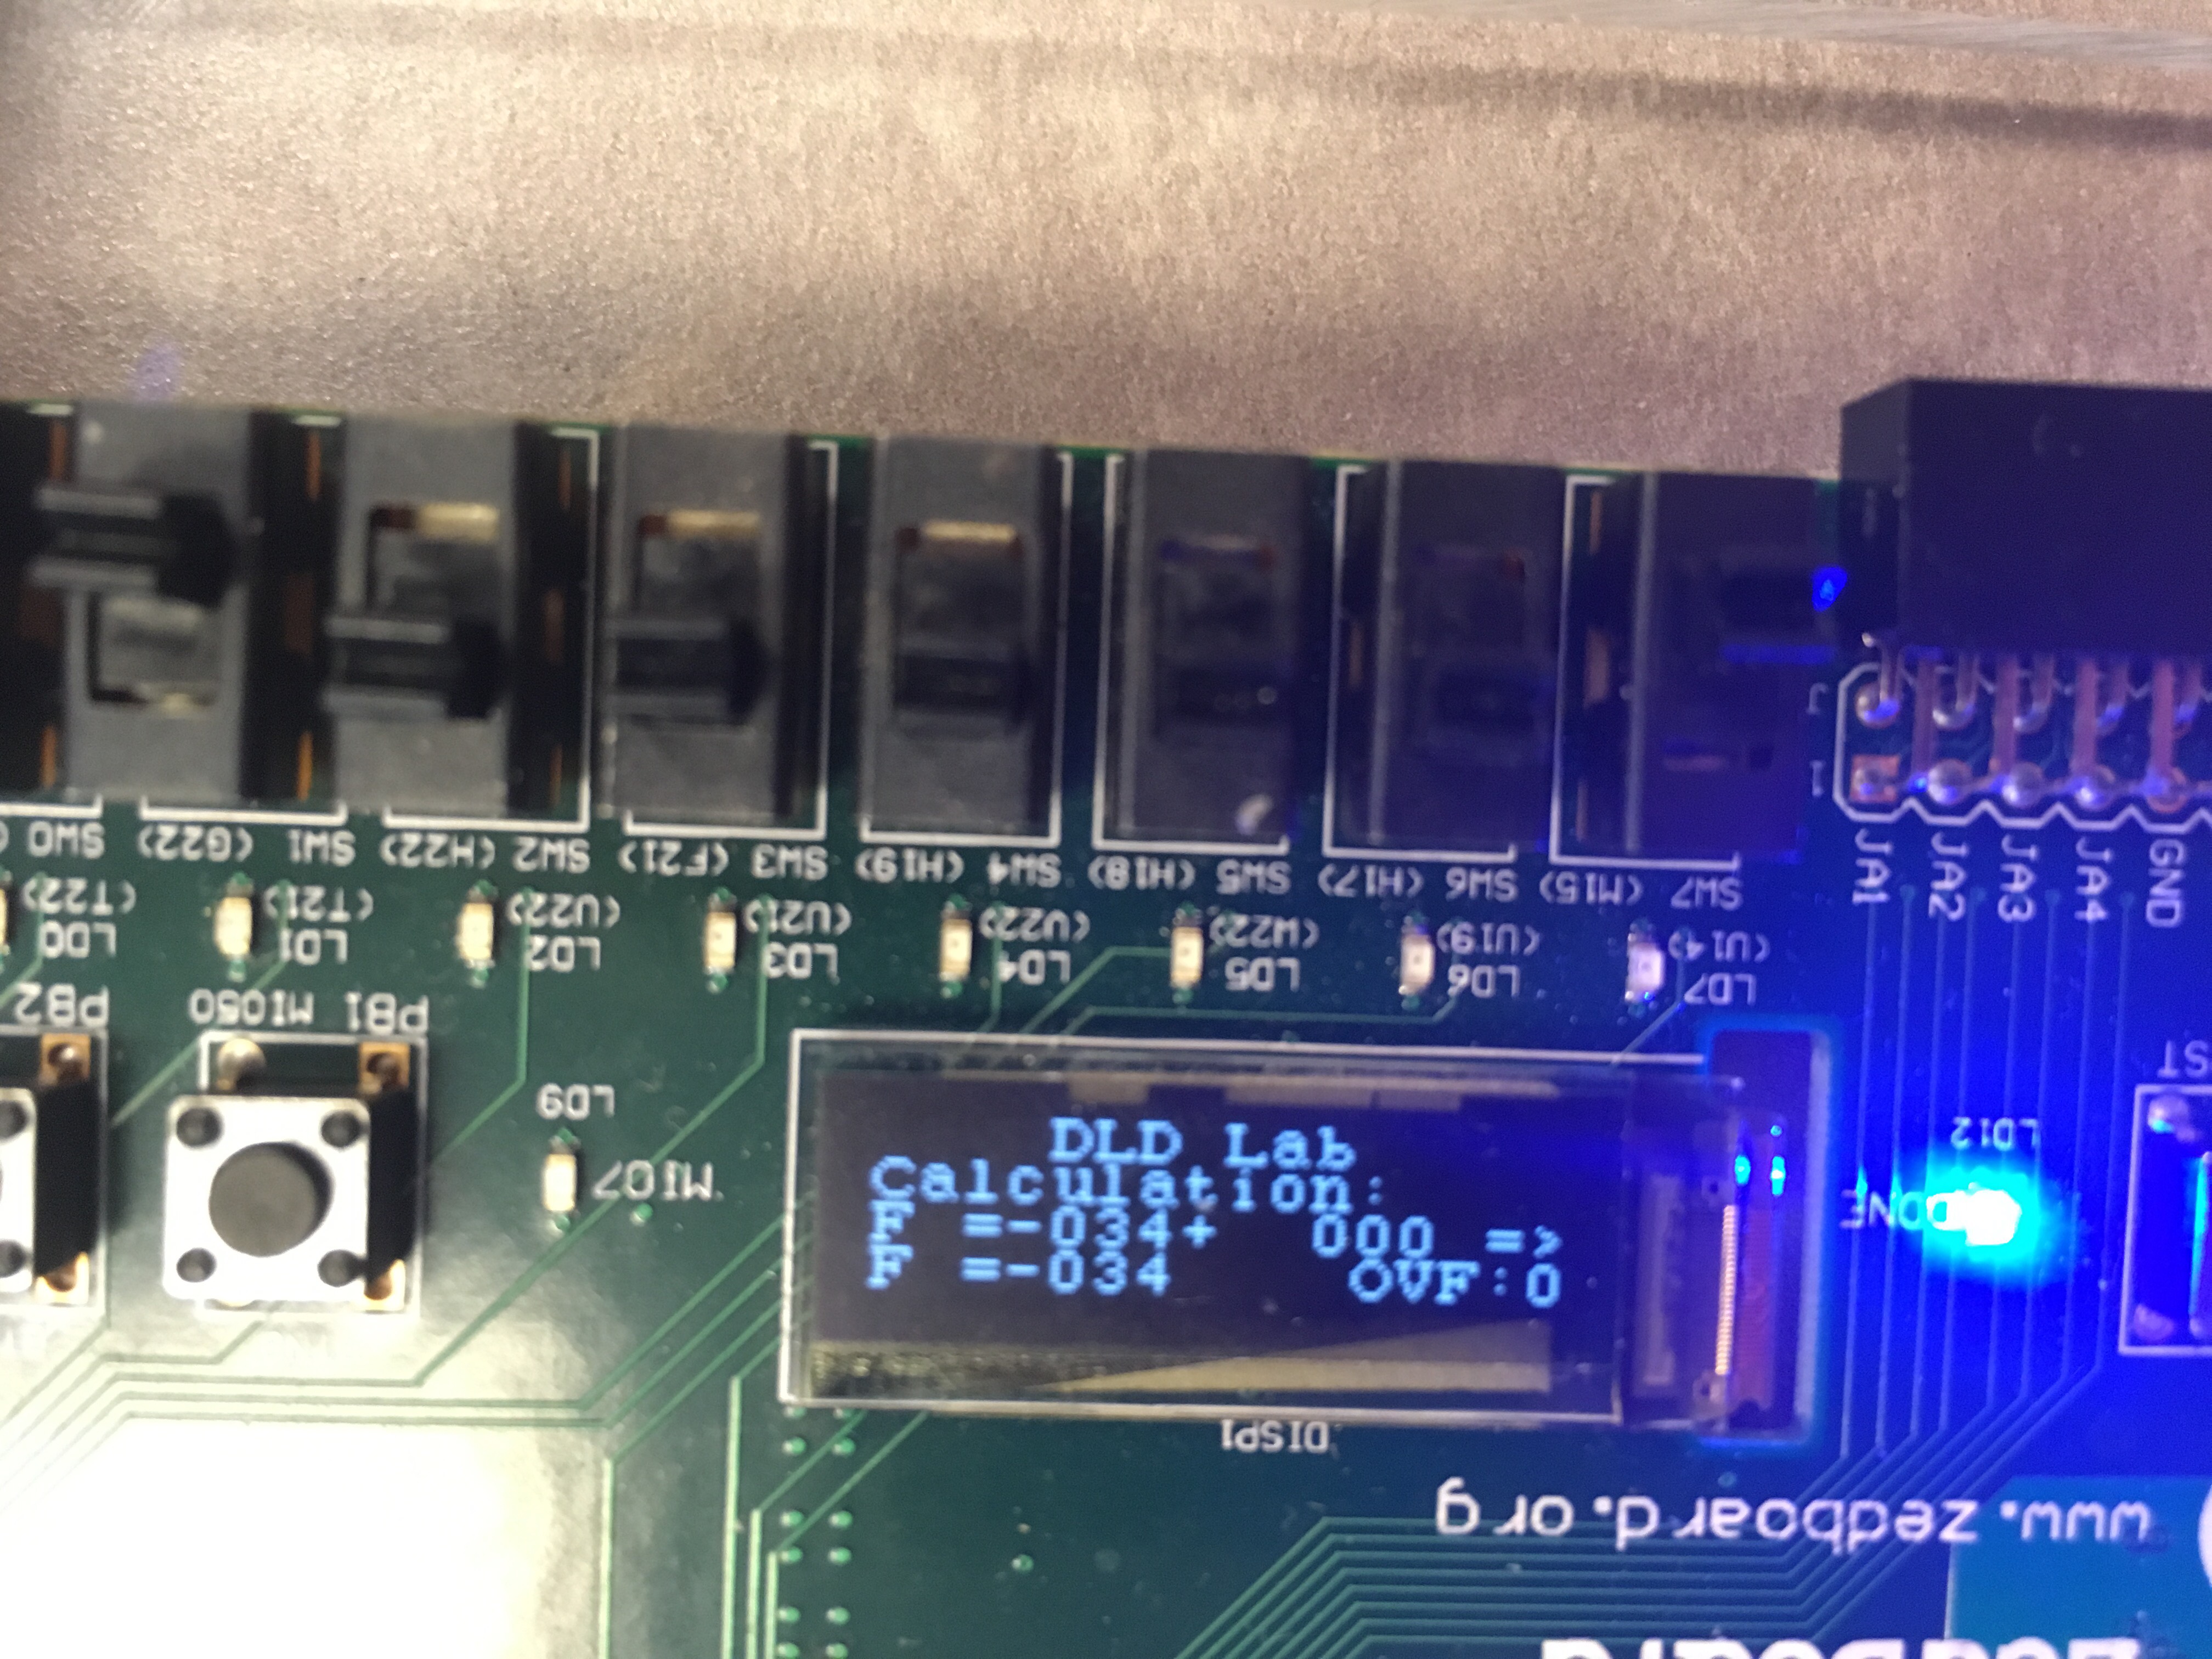 PB2
LD0
(T22)
SW0
PB1 MIO50
LD1
(T21)
SW1 (G22)
MIO7
LD9
LD2
(U22)
SW2 (H22)
LD3
(U21)
SW3 (F21)
LD4
(V22)
SW4 (H19)
LD5
(W22)
SW5 (H18)
LD6
(U19)
SW6 (H17)
LD7
(U14)
SW7 (M15)
DISP1
DLD Lab
Calculation:
F =-034+ 000 =
F =-034 OVF:0
www.zedboard.org
DONE
LD12
1
JA1
JA2
JA3
JA4
GND